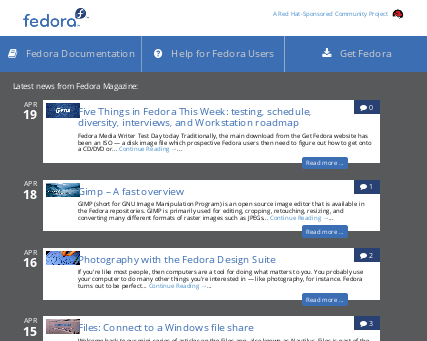 fedora
A Red Hat-Sponsored Community Project
Fedora Documentation
Help for Fedora Users
Get Fedora
Latest news from Fedora Magazine:
APR
19
Five Things in Fedora This Week: testing, schedule,
diversity, interviews, and Workstation roadmap
0
Fedora Media Writer Test Day today Traditionally, the main download from the Get Fedora website has
been an ISO — a disk image file which prospective Fedora users then need to figure out how to get onto
a CD/DVD or... Continue Reading →...
Read more ...
APR
18
Gimp – A fast overview
1
GIMP (short for GNU Image Manipulation Program) is an open source image editor that is available in
the Fedora repositories. GIMP is primarily used for editing, cropping, retouching, resizing, and
converting many different formats of raster images such as JPEGs... Continue Reading →...
Read more ...
APR
16
Photography with the Fedora Design Suite
2
If you're like most people, then computers are a tool for doing what matters to you. You probably use
your computer to do many other things you're interested in — like photography, for instance. Fedora
turns out to be perfect... Continue Reading →...
Read more ...
APR
15
Files: Connect to a Windows file share
3